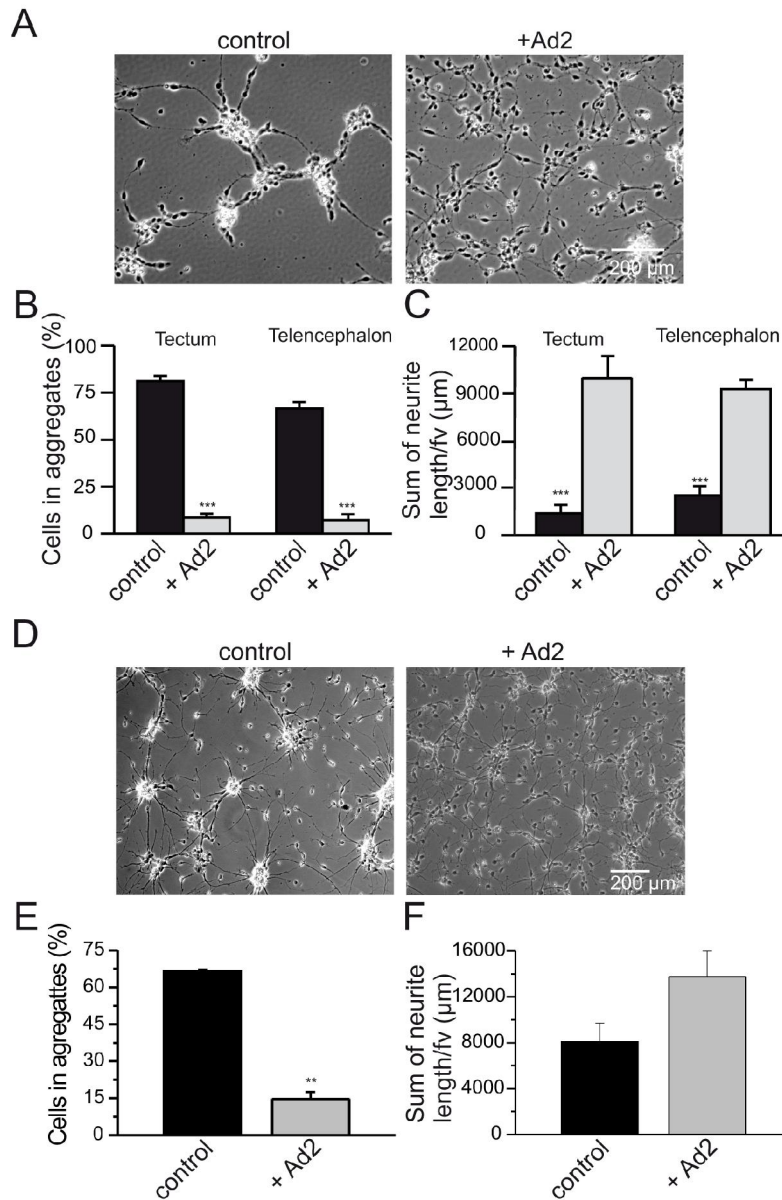 A
control
+Ad2
200 µm
B
Cells in aggregates (%)
100
75
50
25
0
Tectum
Telencephalon
***
***
control
+ Ad2
control
+ Ad2
C
Sum of neurite
length/fv (µm)
12000
9000
6000
3000
0
Tectum
Telencephalon
***
***
control
+ Ad2
control
+ Ad2
D
control
+ Ad2
200 µm
E
Cells in agregattes (%)
75
60
45
30
15
0
**
control
+ Ad2
F
Sum of neurite
length/fv (µm)
16000
12000
8000
4000
0
control
+ Ad2